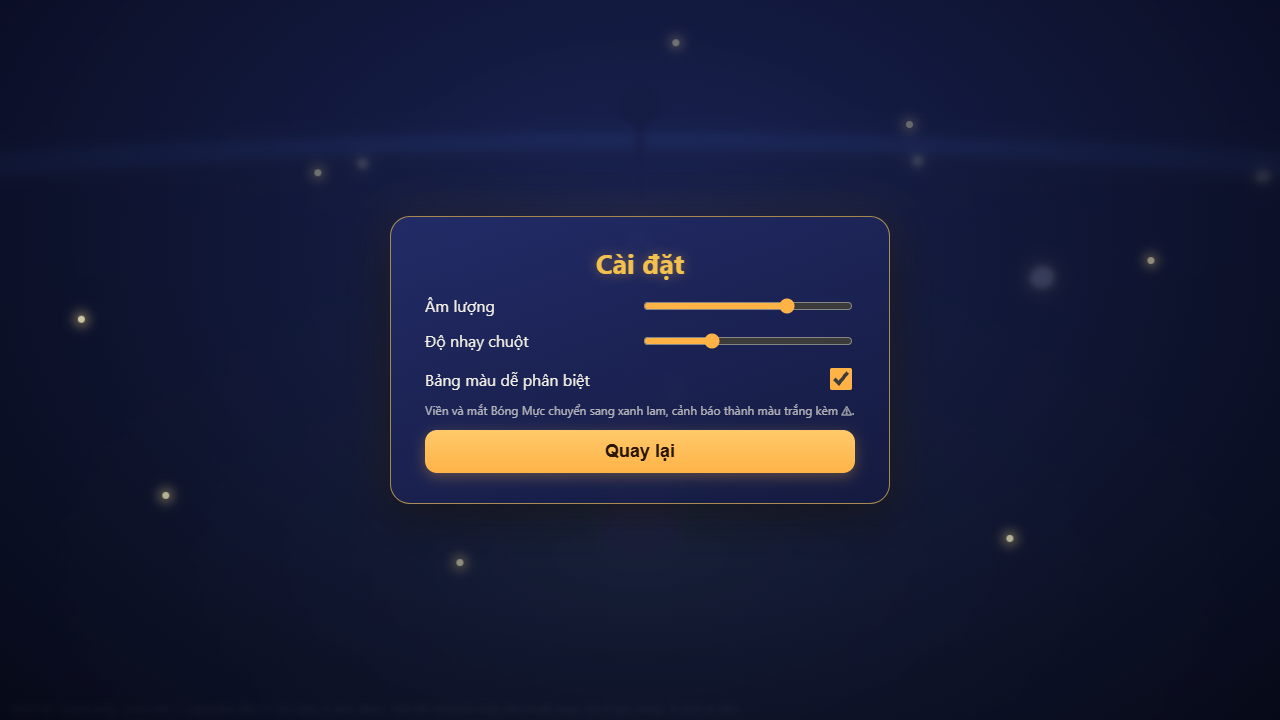 Cài đặt
Âm lượng
Độ nhạy chuột
Bảng màu dễ phân biệt
Viền và mắt Bóng Mực chuyển sang xanh lam, cảnh báo thành màu trắng kèm ⚠.
Quay lại